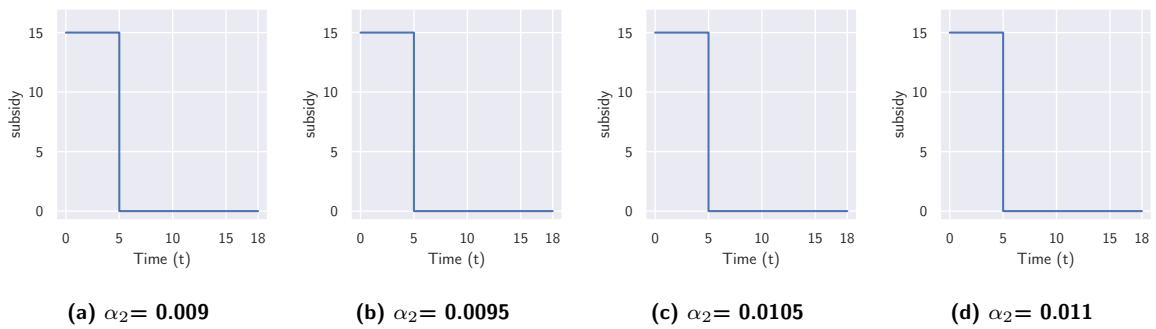 15
10
5
0
subsidy
0 5 10 15 18
Time (t)
(a) α₂= 0.009
15
10
5
0
subsidy
0 5 10 15 18
Time (t)
(b) α₂= 0.0095
15
10
5
0
subsidy
0 5 10 15 18
Time (t)
(c) α₂= 0.0105
15
10
5
0
subsidy
0 5 10 15 18
Time (t)
(d) α₂= 0.011